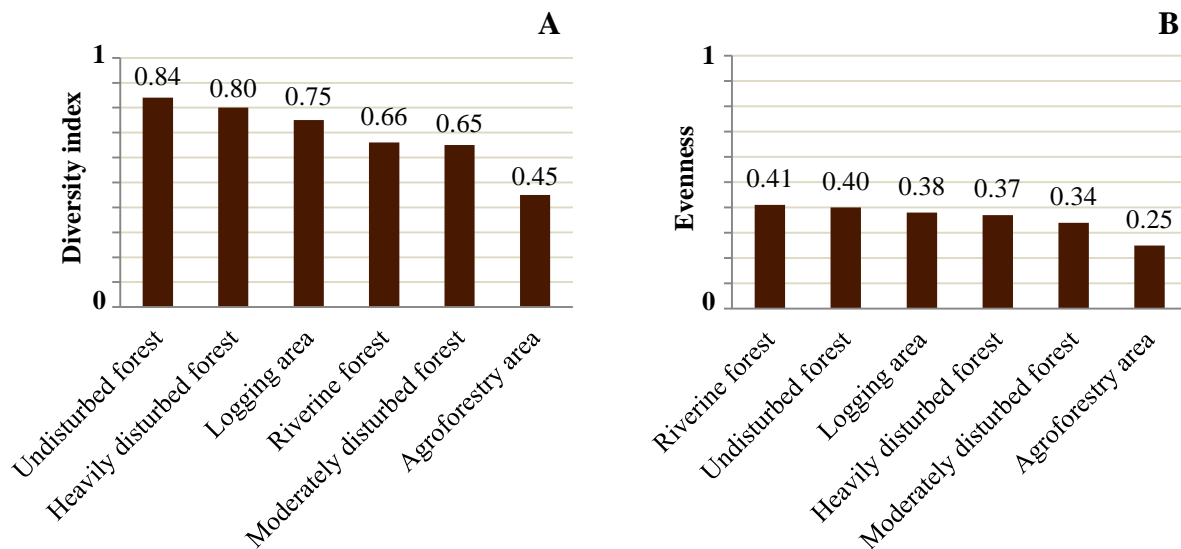 A
1
0.84
0.80
0.75
0.66
0.65
0.45
Diversity index
0
Undisturbed forest
Heavily disturbed forest
Logging area
Riverine forest
Moderately disturbed forest
Agroforestry area
B
1
0.41
0.40
0.38
0.37
0.34
0.25
Evenness
0
Riverine forest
Undisturbed forest
Logging area
Heavily disturbed forest
Moderately disturbed forest
Agroforestry area